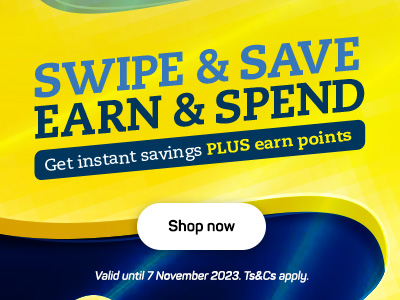 SWIPE & SAVE
EARN & SPEND
Get instant savings PLUS earn points
Shop now
Valid until 7 November 2023. Ts&Cs apply.